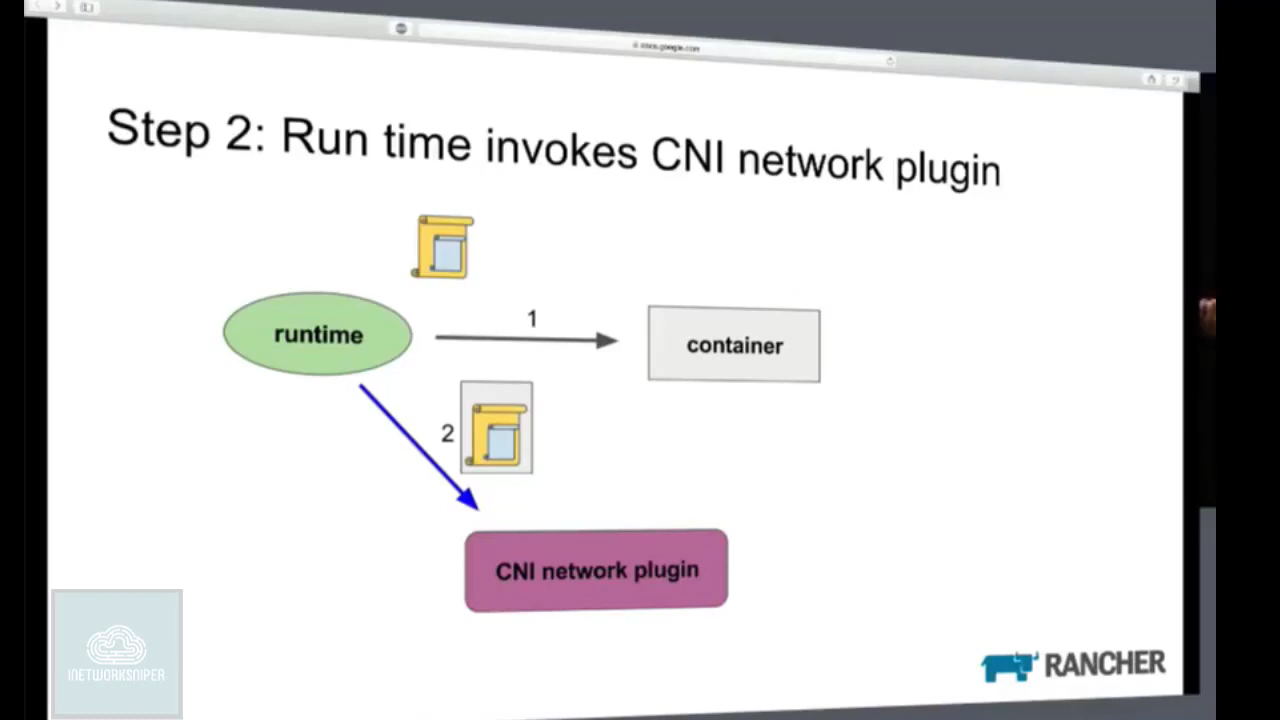 Step 2: Run time invokes CNI network plugin
1
runtime
container
2
CNI network plugin
INETWORKSNIPER
RANCHER